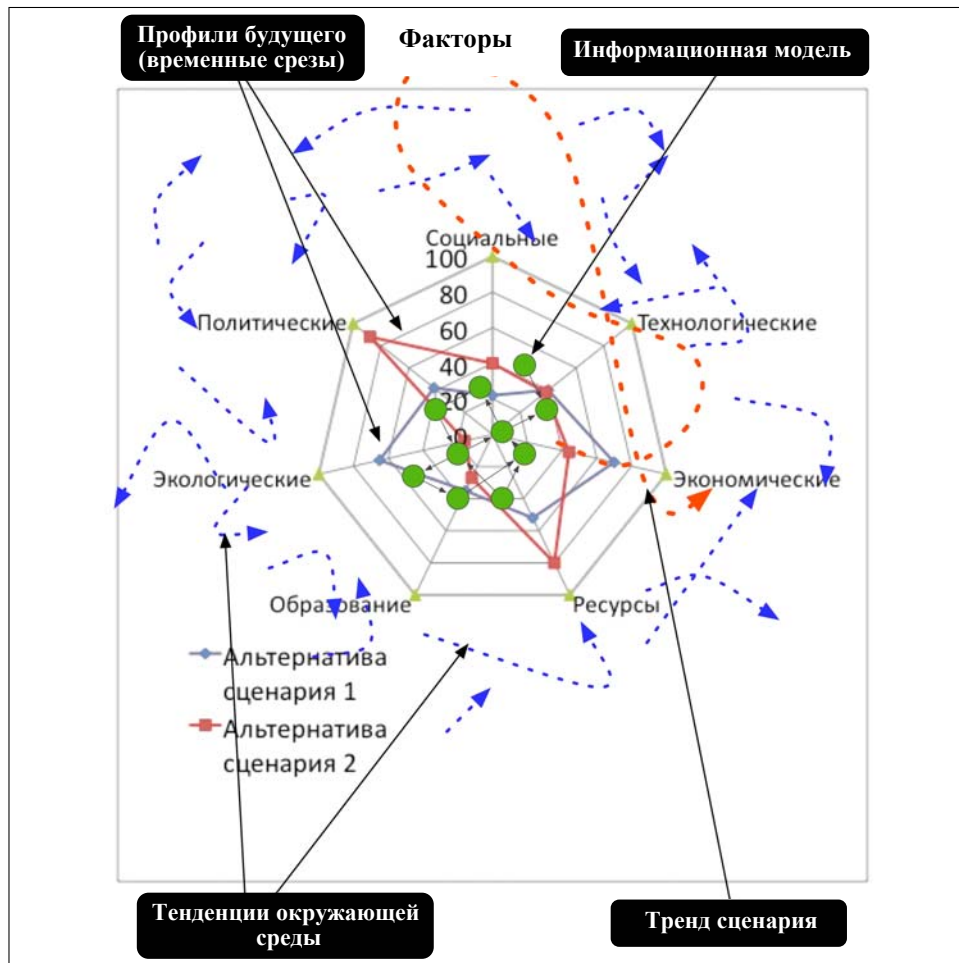 Профили будущего
(временные срезы)
Факторы
Информационная модель
Социальные
100
80
60
40
20
0
Политические
Технологические
Экологические
Экономические
Образование
Ресурсы
Альтернатива
сценария 1
Альтернатива
сценария 2
Тенденции окружающей
среды
Тренд сценария